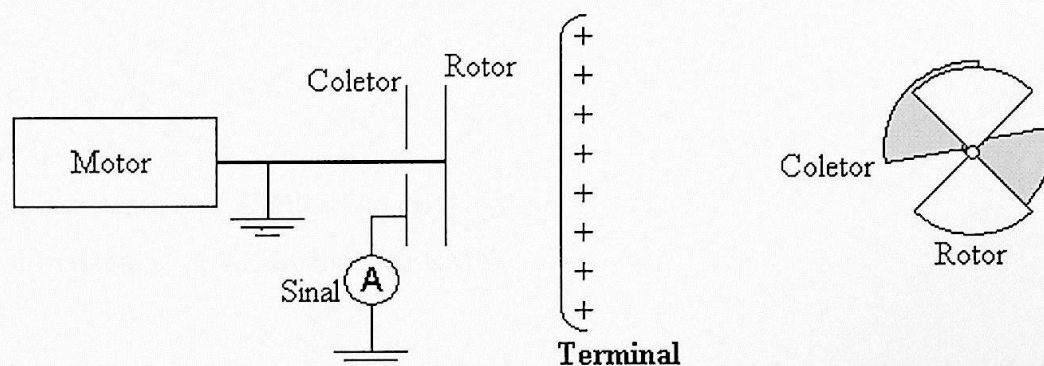 Coletor
Rotor
Motor
Sinal
A
+
+
+
+
+
+
+
+
Terminal
Coletor
Rotor